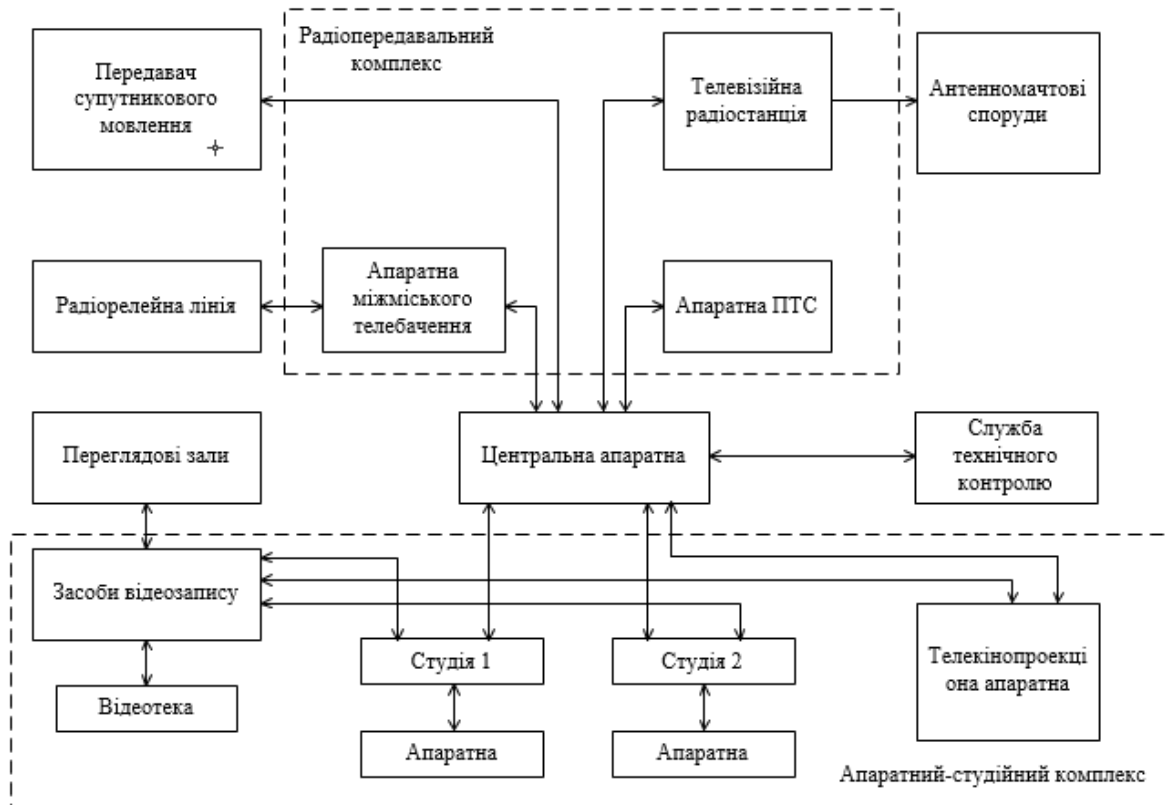 Радіопередавальний
комплекс
Передавач
супутникового
мовлення
Телевізійна
радіостанція
Антенномачтові
споруди
Радіорелейна лінія
Апаратна
міжміського
телебачення
Апаратна ПТС
Переглядові зали
Центральна апаратна
Служба
технічного
контролю
Засоби відеозапису
Відеотека
Студія 1
Апаратна
Студія 2
Апаратна
Телекінопроекці
она апаратна
Апаратний-студійний комплекс